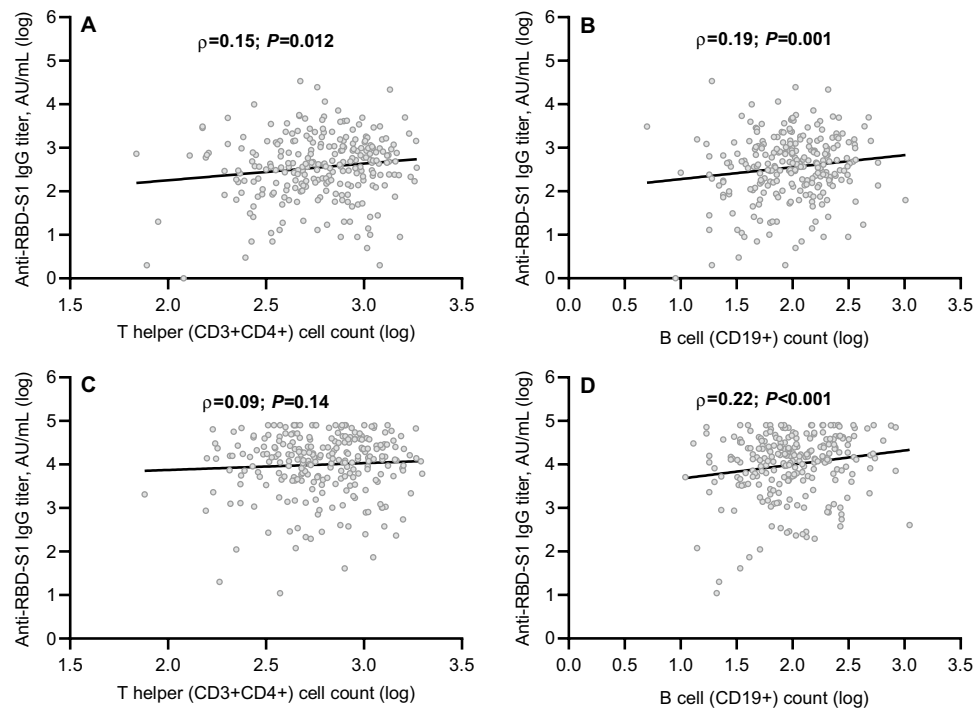 A
ρ=0.15; P=0.012
Anti-RBD-S1 IgG titer, AU/mL (log)
6
5
4
3
2
1
0
1.5 2.0 2.5 3.0 3.5
T helper (CD3+CD4+) cell count (log)
B
ρ=0.19; P=0.001
Anti-RBD-S1 IgG titer, AU/mL (log)
6
5
4
3
2
1
0
0.0 0.5 1.0 1.5 2.0 2.5 3.0 3.5
B cell (CD19+) count (log)
C
ρ=0.09; P=0.14
Anti-RBD-S1 IgG titer, AU/mL (log)
6
5
4
3
2
1
0
1.5 2.0 2.5 3.0 3.5
T helper (CD3+CD4+) cell count (log)
D
ρ=0.22; P<0.001
Anti-RBD-S1 IgG titer, AU/mL (log)
6
5
4
3
2
1
0
0.0 0.5 1.0 1.5 2.0 2.5 3.0 3.5
B cell (CD19+) count (log)